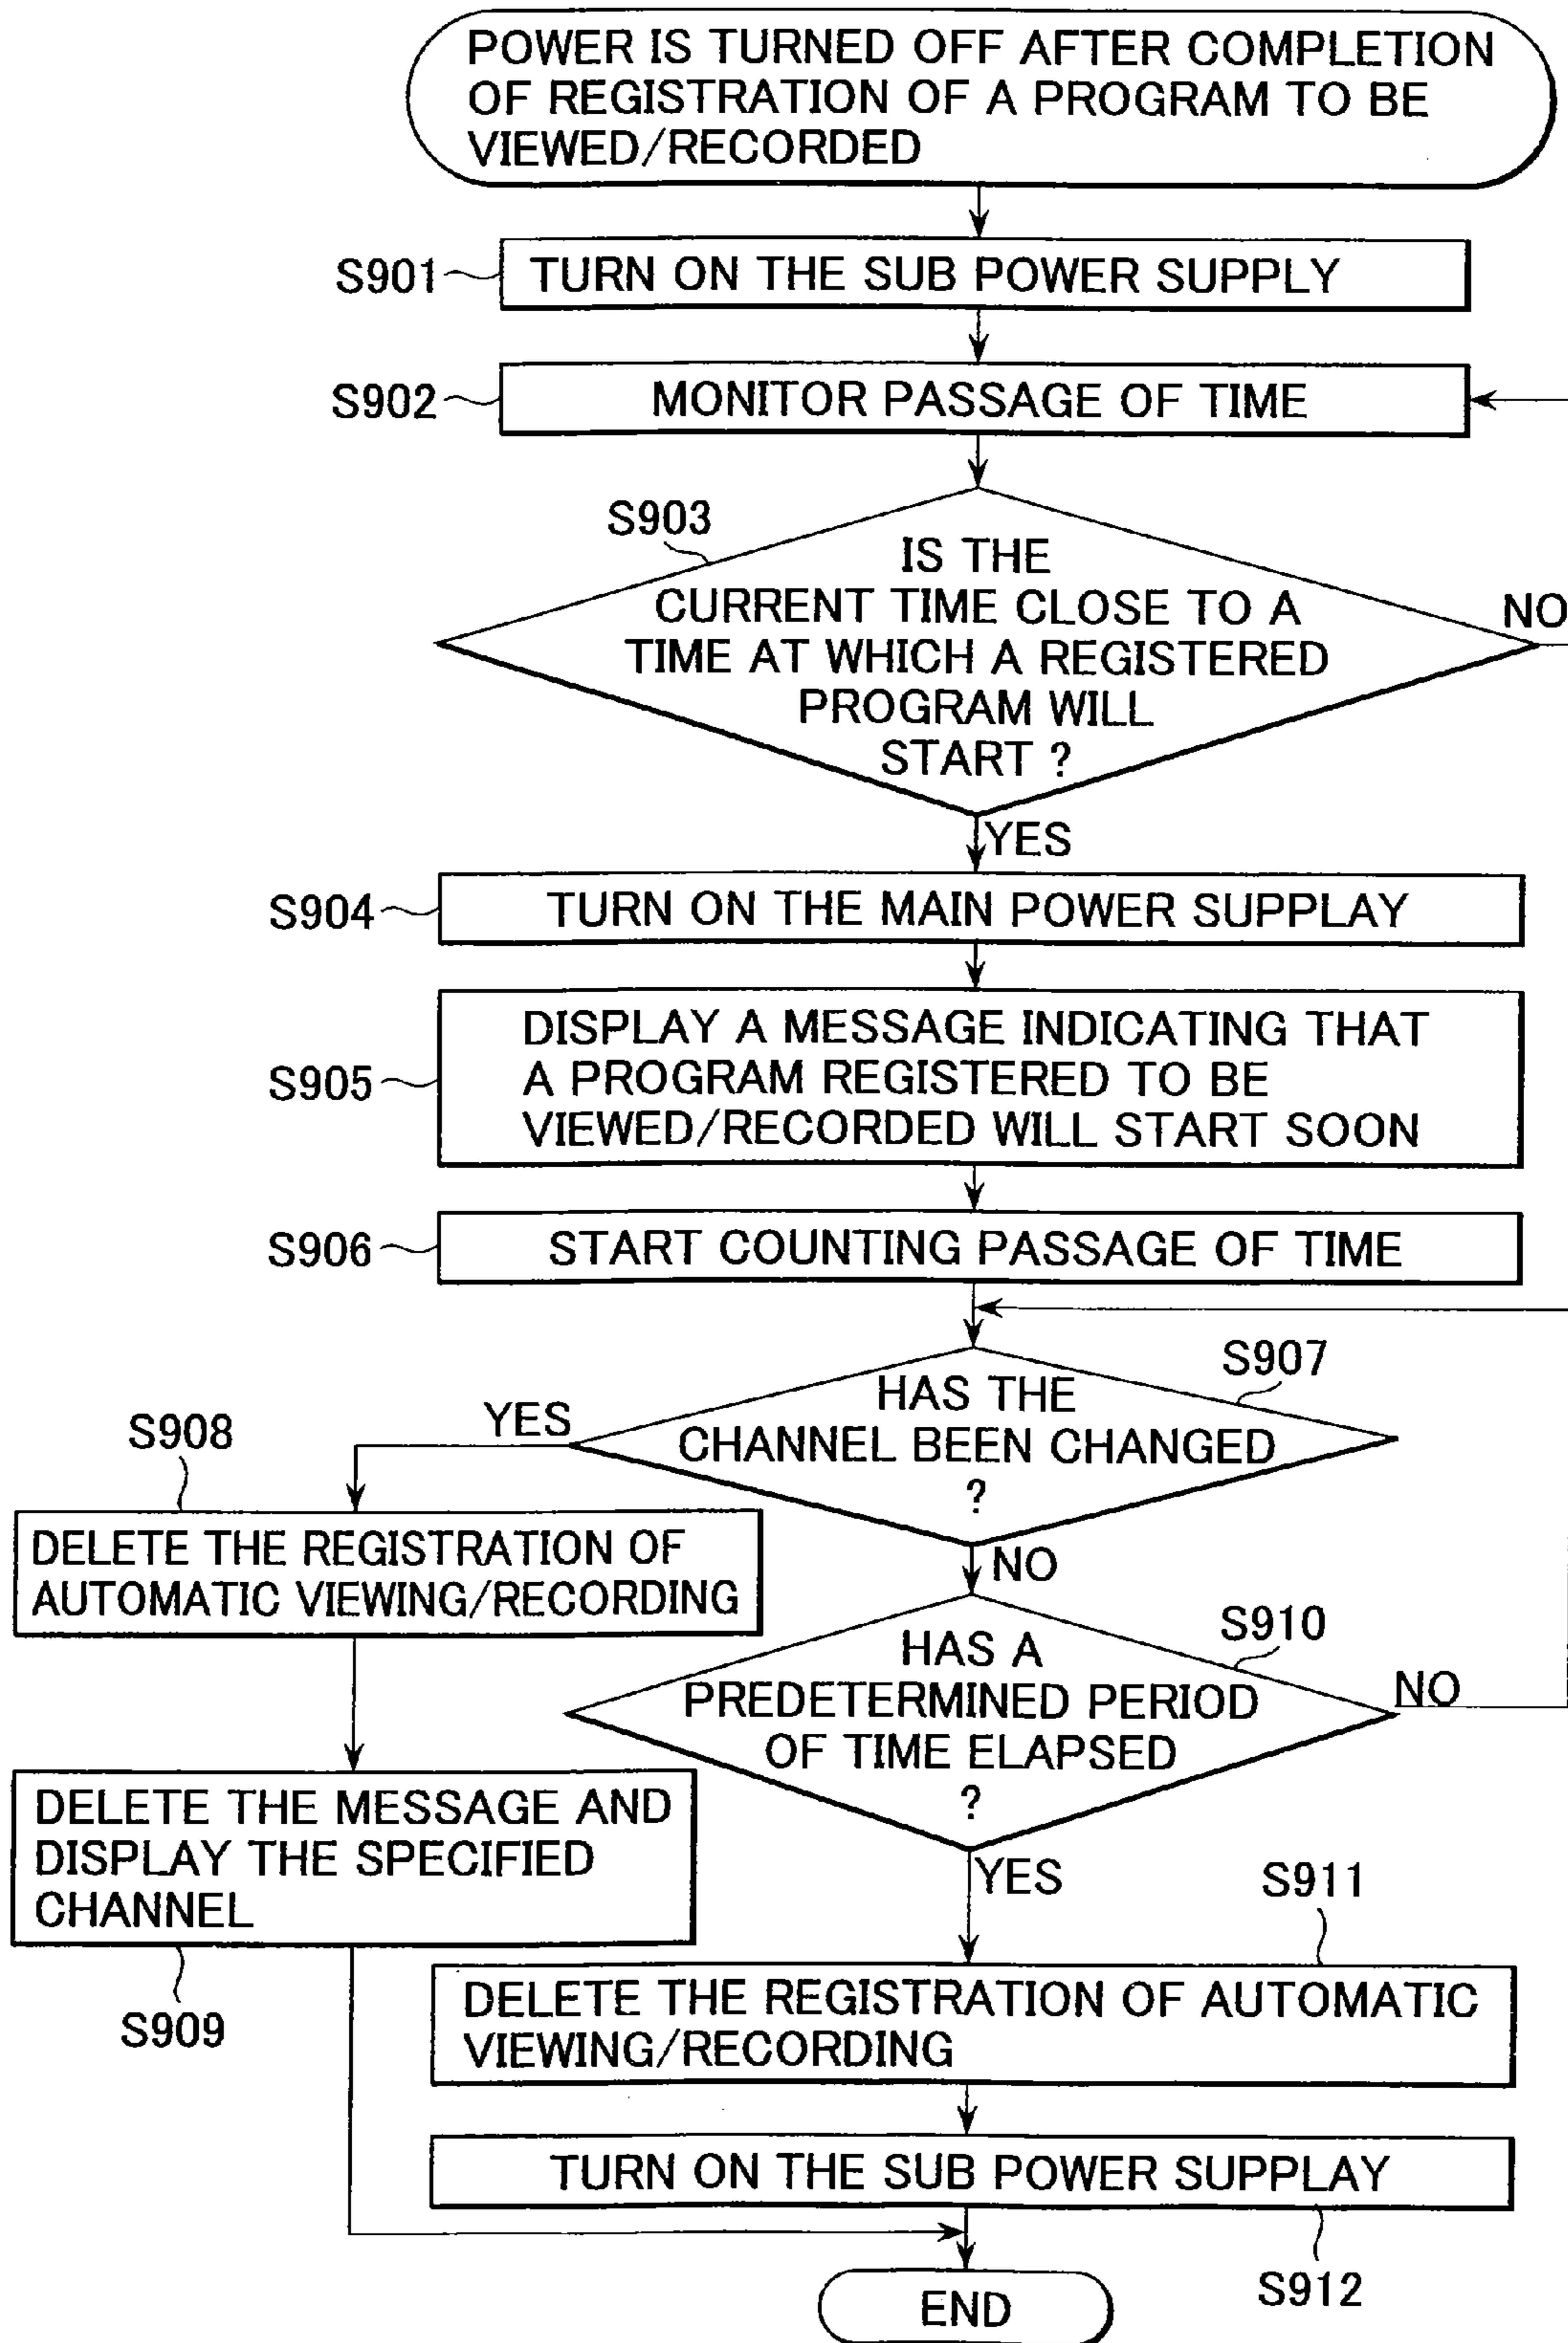 POWER IS TURNED OFF AFTER COMPLETION
OF REGISTRATION OF A PROGRAM TO BE
VIEWED/RECORDED
S901
TURN ON THE SUB POWER SUPPLY
S902
MONITOR PASSAGE OF TIME
S903
IS THE
CURRENT TIME CLOSE TO A
TIME AT WHICH A REGISTERED
PROGRAM WILL
START ?
NO
YES
S904
TURN ON THE MAIN POWER SUPPLAY
S905
DISPLAY A MESSAGE INDICATING THAT
A PROGRAM REGISTERED TO BE
VIEWED/RECORDED WILL START SOON
S906
START COUNTING PASSAGE OF TIME
S907
HAS THE
CHANNEL BEEN CHANGED
?
YES
NO
S908
DELETE THE REGISTRATION OF
AUTOMATIC VIEWING/RECORDING
S910
HAS A
PREDETERMINED PERIOD
OF TIME ELAPSED
?
NO
YES
DELETE THE MESSAGE AND
DISPLAY THE SPECIFIED
CHANNEL
S909
S911
DELETE THE REGISTRATION OF AUTOMATIC
VIEWING/RECORDING
TURN ON THE SUB POWER SUPPLAY
S912
END